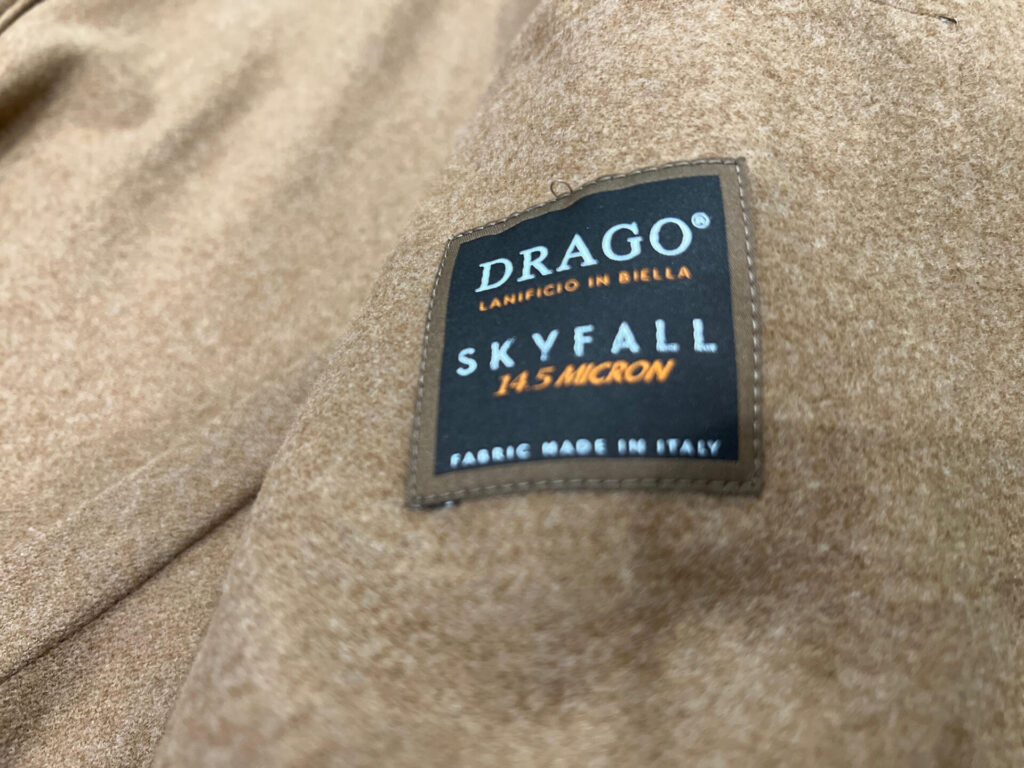 DRAGO®
LANIFICIO IN BIELLA
SKYFALL
14.5 MICRON
FABRIC MADE IN ITALY